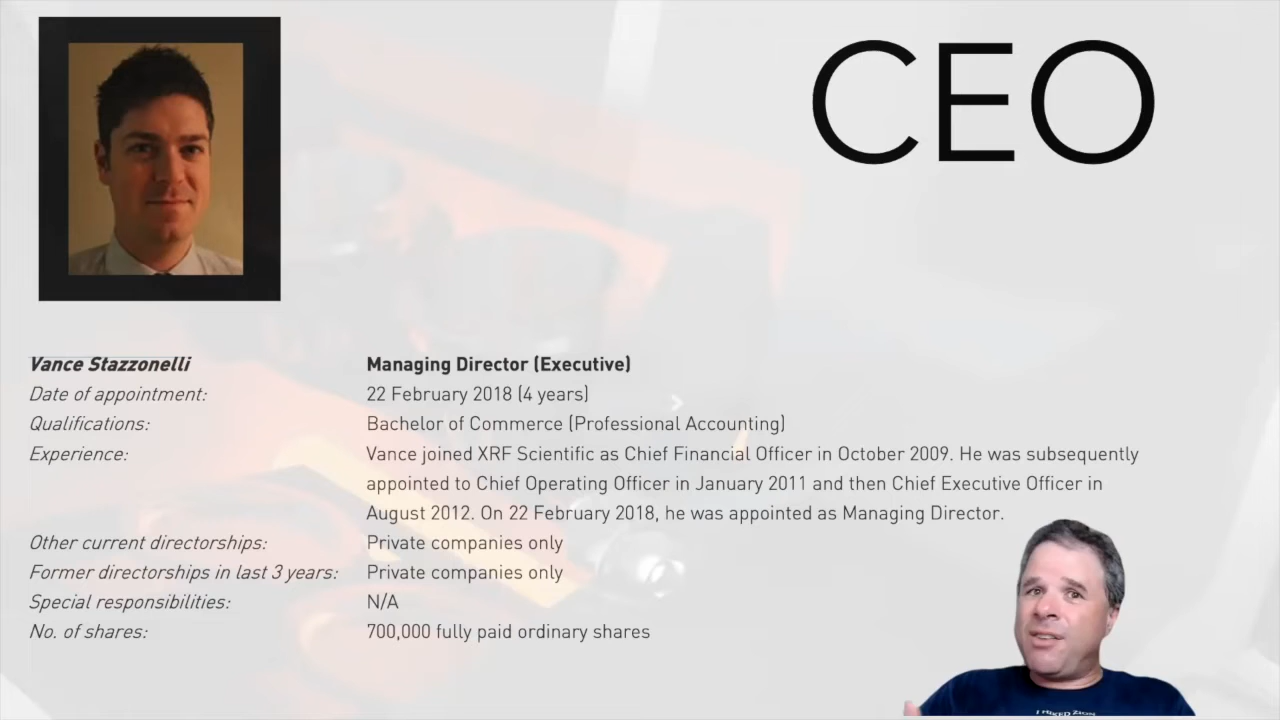 CEO
Vance Stazzonelli Managing Director (Executive)
Date of appointment: 22 February 2018 (4 years)
Qualifications: Bachelor of Commerce (Professional Accounting)
Experience: Vance joined XRF Scientific as Chief Financial Officer in October 2009. He was subsequently
appointed to Chief Operating Officer in January 2011 and then Chief Executive Officer in
August 2012. On 22 February 2018, he was appointed as Managing Director.
Other current directorships: Private companies only
Former directorships in last 3 years: Private companies only
Special responsibilities: N/A
No. of shares: 700,000 fully paid ordinary shares
I HIKED ZION